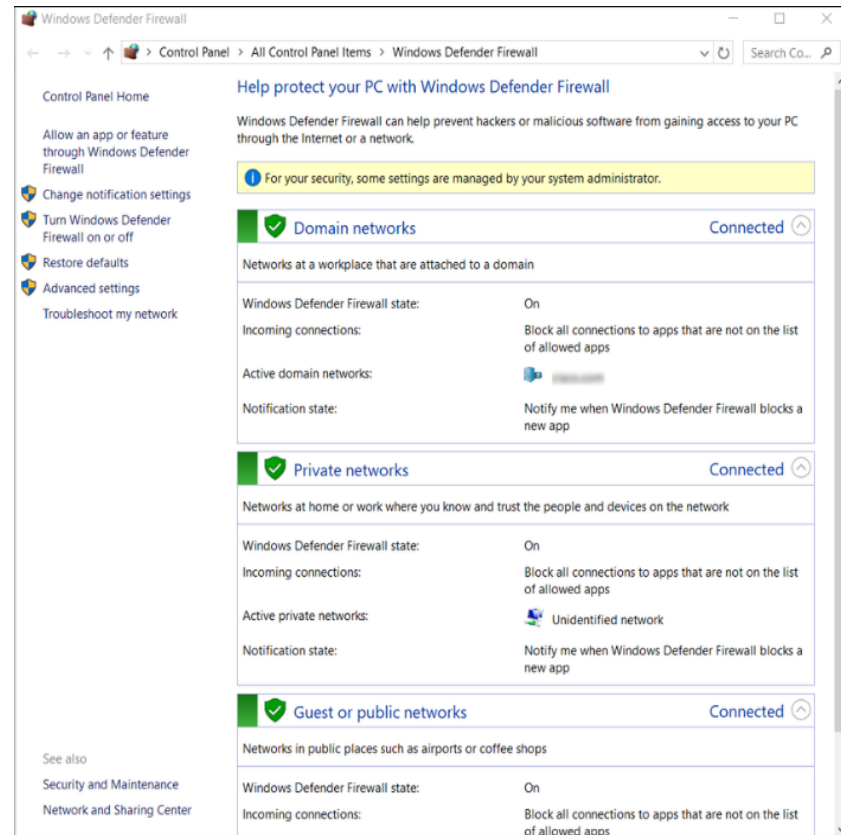 Windows Defender Firewall
Control Panel > All Control Panel Items > Windows Defender Firewall
Search Co...
Control Panel Home
Allow an app or feature
through Windows Defender
Firewall
Change notification settings
Turn Windows Defender
Firewall on or off
Restore defaults
Advanced settings
Troubleshoot my network
See also
Security and Maintenance
Network and Sharing Center
Help protect your PC with Windows Defender Firewall
Windows Defender Firewall can help prevent hackers or malicious software from gaining access to your PC
through the Internet or a network.
For your security, some settings are managed by your system administrator.
Domain networks Connected
Networks at a workplace that are attached to a domain
Windows Defender Firewall state: On
Incoming connections: Block all connections to apps that are not on the list
of allowed apps
Active domain networks:
Notification state: Notify me when Windows Defender Firewall blocks a
new app
Private networks Connected
Networks at home or work where you know and trust the people and devices on the network
Windows Defender Firewall state: On
Incoming connections: Block all connections to apps that are not on the list
of allowed apps
Active private networks: Unidentified network
Notification state: Notify me when Windows Defender Firewall blocks a
new app
Guest or public networks Connected
Networks in public places such as airports or coffee shops
Windows Defender Firewall state: On
Incoming connections: Block all connections to apps that are not on the list
of allowed apps